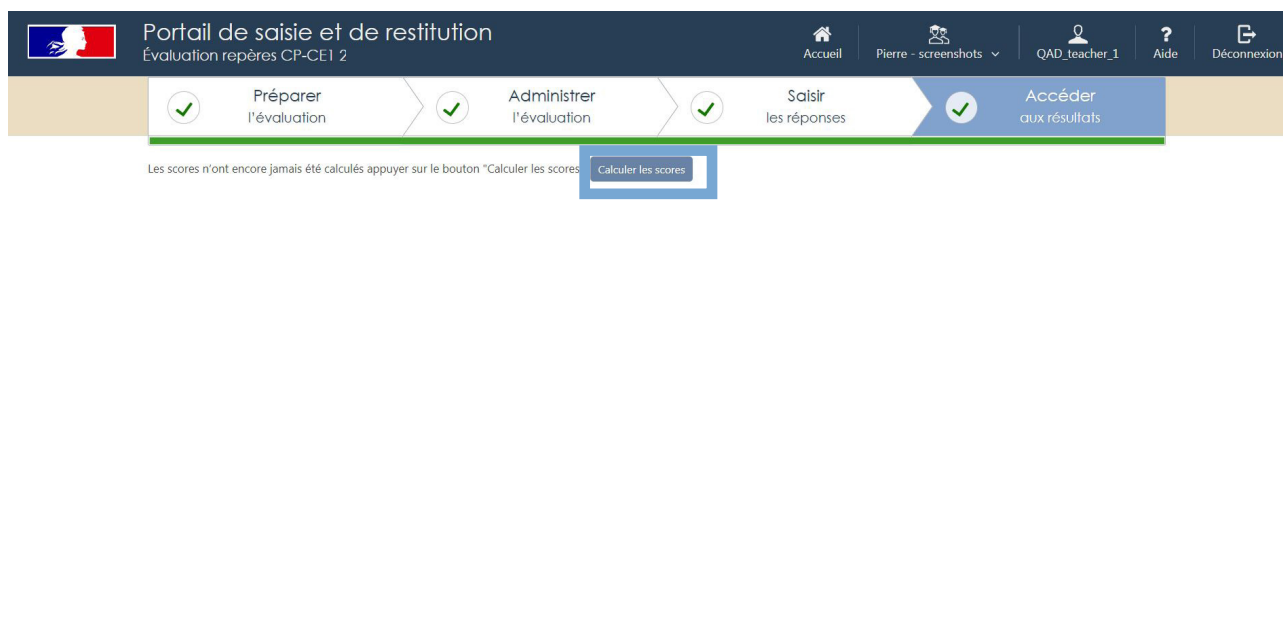 Portail de saisie et de restitution
Évaluation repères CP-CE1 2
Accueil
Pierre - screenshots
QAD_teacher_1
?
Aide
Déconnexion
Préparer
l'évaluation
Administrer
l'évaluation
Saisir
les réponses
Accéder
aux résultats
Les scores n'ont encore jamais été calculés appuyer sur le bouton "Calculer les scores
Calculer les scores